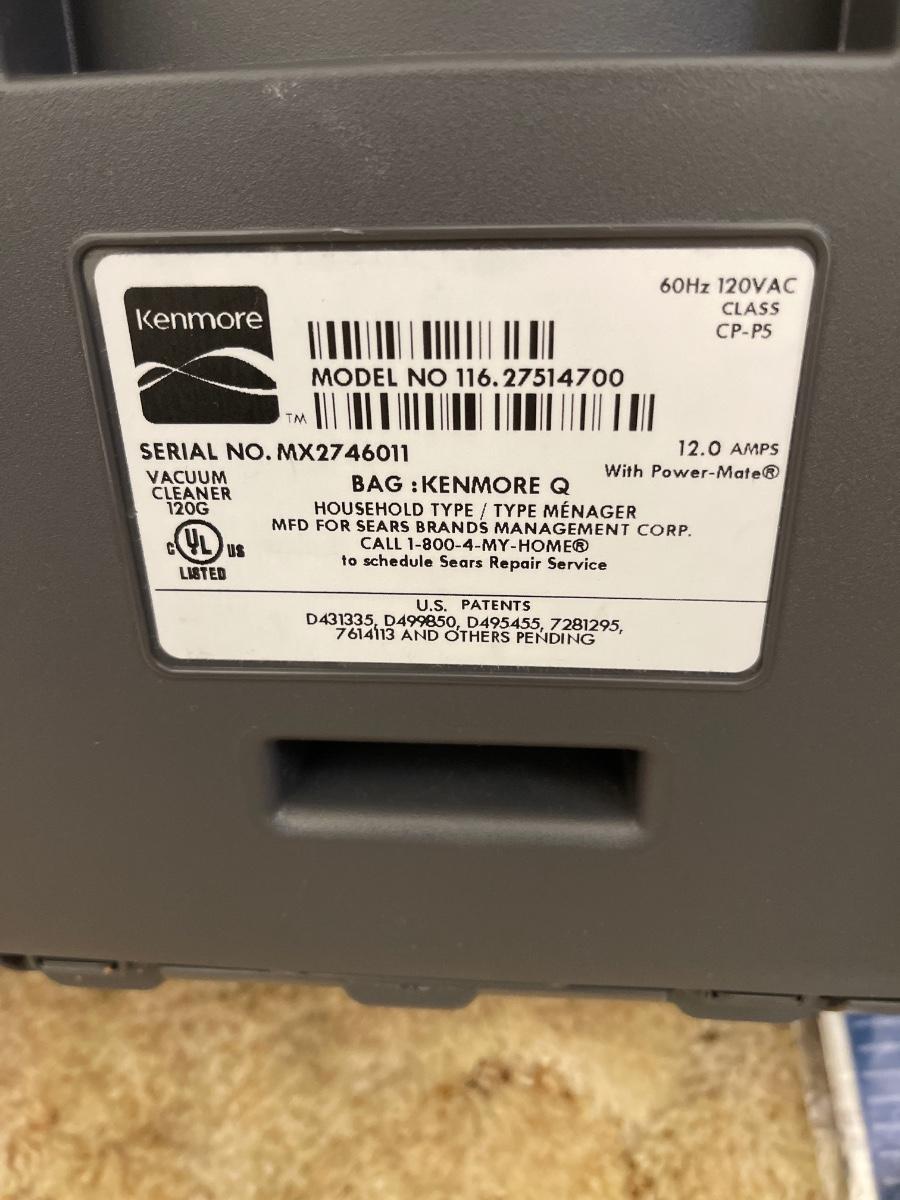 Kenmore
TM
60Hz 120VAC
CLASS
CP-P5
MODEL NO 116.27514700
SERIAL NO. MX2746011
12.0 AMPS
With Power-Mate®
VACUUM
CLEANER
120G
C UL US
LISTED
BAG : KENMORE Q
HOUSEHOLD TYPE / TYPE MÉNAGER
MFD FOR SEARS BRANDS MANAGEMENT CORP.
CALL 1-800-4-MY-HOME®
to schedule Sears Repair Service
U.S. PATENTS
D431335, D499850, D495455, 7281295,
7614113 AND OTHERS PENDING